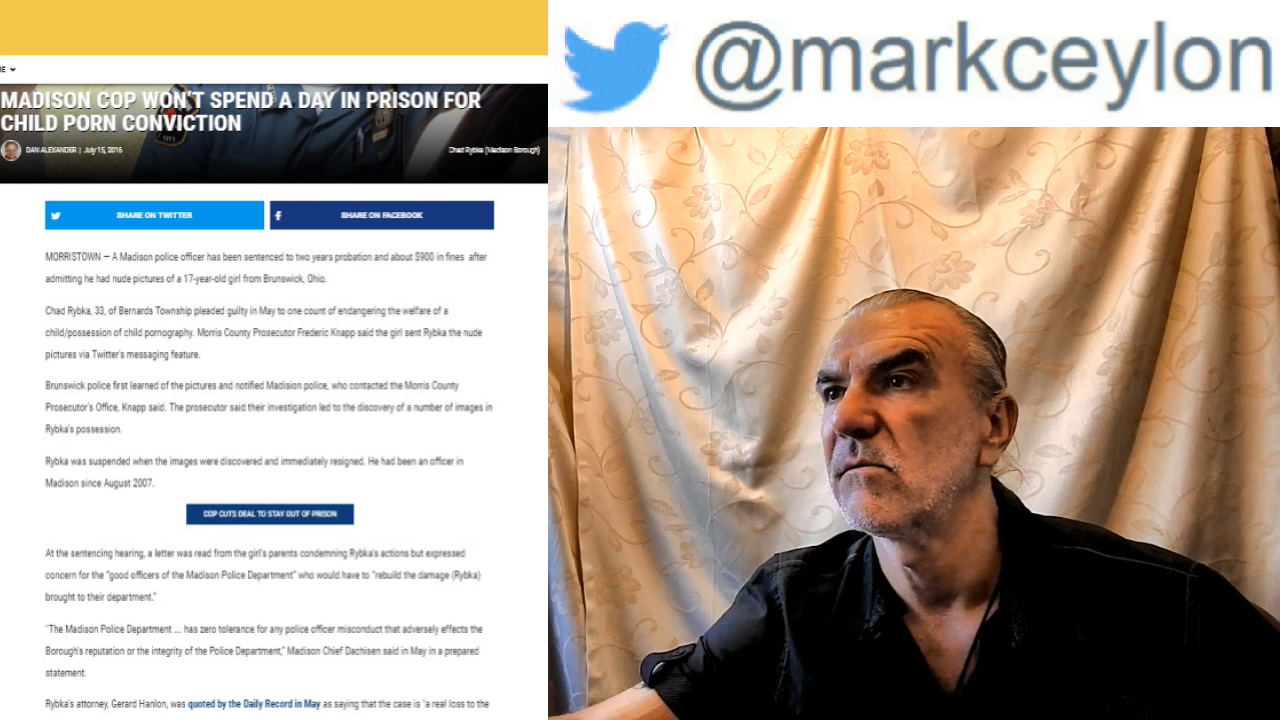 IE
MADISON COP WON'T SPEND A DAY IN PRISON FOR
CHILD PORN CONVICTION
DAN ALEXANDER | July 15, 2016
Chad Rybka (Madison Borough)
SHARE ON TWITTER
SHARE ON FACEBOOK
MORRISTOWN — A Madison police officer has been sentenced to two years probation and about $900 in fines after
admitting he had nude pictures of a 17-year-old girl from Brunswick, Ohio.
Chad Rybka, 33, of Bernards Township pleaded guilty in May to one count of endangering the welfare of a
child/possession of child pornography. Morris County Prosecutor Frederic Knapp said the girl sent Rybka the nude
pictures via Twitter's messaging feature.
Brunswick police first learned of the pictures and notified Madision police, who contacted the Morris County
Prosecutor's Office, Knapp said. The prosecutor said their investigation led to the discovery of a number of images in
Rybka's possession.
Rybka was suspended when the images were discovered and immediately resigned. He had been an officer in
Madison since August 2007.
COP CUTS DEAL TO STAY OUT OF PRISON
At the sentencing hearing, a letter was read from the girl's parents condemning Rybka's actions but expressed
concern for the "good officers of the Madison Police Department" who would have to "rebuild the damage (Rybka)
brought to their department."
"The Madison Police Department ... has zero tolerance for any police officer misconduct that adversely effects the
Borough's reputation or the integrity of the Police Department," Madison Chief Dachisen said in May in a prepared
statement.
Rybka's attorney, Gerard Hanlon, was quoted by the Daily Record in May as saying that the case is "a real loss to the
@markceylon